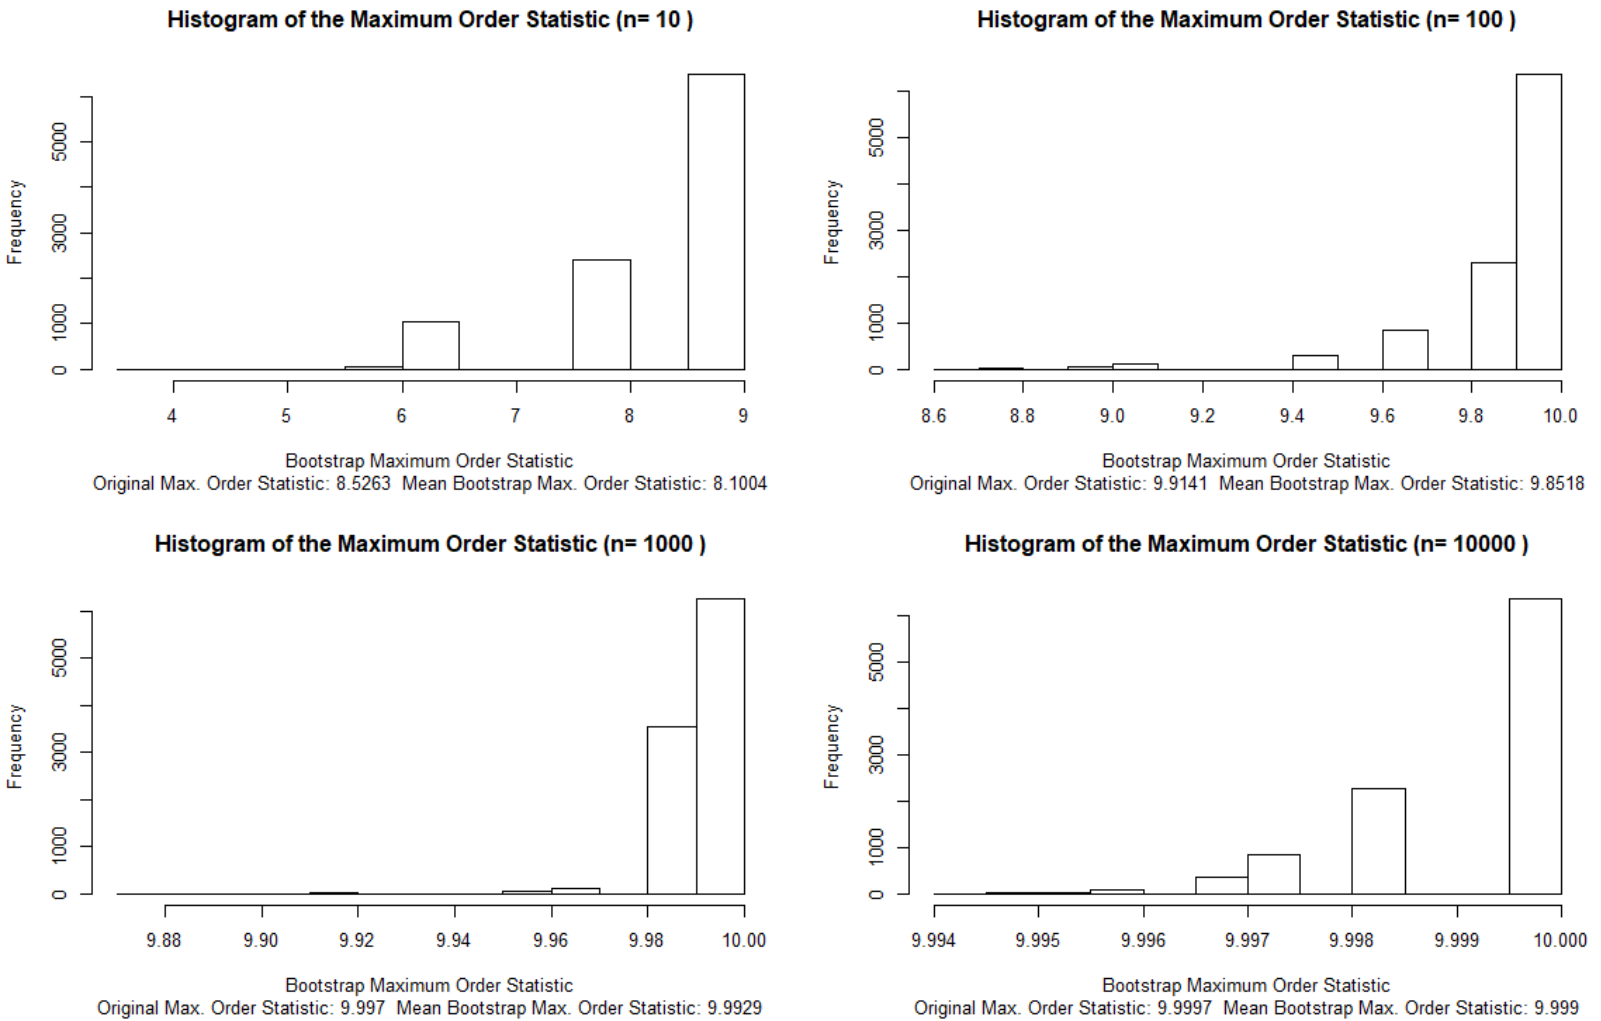 Histogram of the Maximum Order Statistic (n= 10 )
Frequency
0
1000
3000
5000
4 5 6 7 8 9
Bootstrap Maximum Order Statistic
Original Max. Order Statistic: 8.5263 Mean Bootstrap Max. Order Statistic: 8.1004
Histogram of the Maximum Order Statistic (n= 100 )
Frequency
0
1000
3000
5000
8.6 8.8 9.0 9.2 9.4 9.6 9.8 10.0
Bootstrap Maximum Order Statistic
Original Max. Order Statistic: 9.9141 Mean Bootstrap Max. Order Statistic: 9.8518
Histogram of the Maximum Order Statistic (n= 1000 )
Frequency
0
1000
3000
5000
9.88 9.90 9.92 9.94 9.96 9.98 10.00
Bootstrap Maximum Order Statistic
Original Max. Order Statistic: 9.997 Mean Bootstrap Max. Order Statistic: 9.9929
Histogram of the Maximum Order Statistic (n= 10000 )
Frequency
0
1000
3000
5000
9.994 9.995 9.996 9.997 9.998 9.999 10.000
Bootstrap Maximum Order Statistic
Original Max. Order Statistic: 9.9997 Mean Bootstrap Max. Order Statistic: 9.999